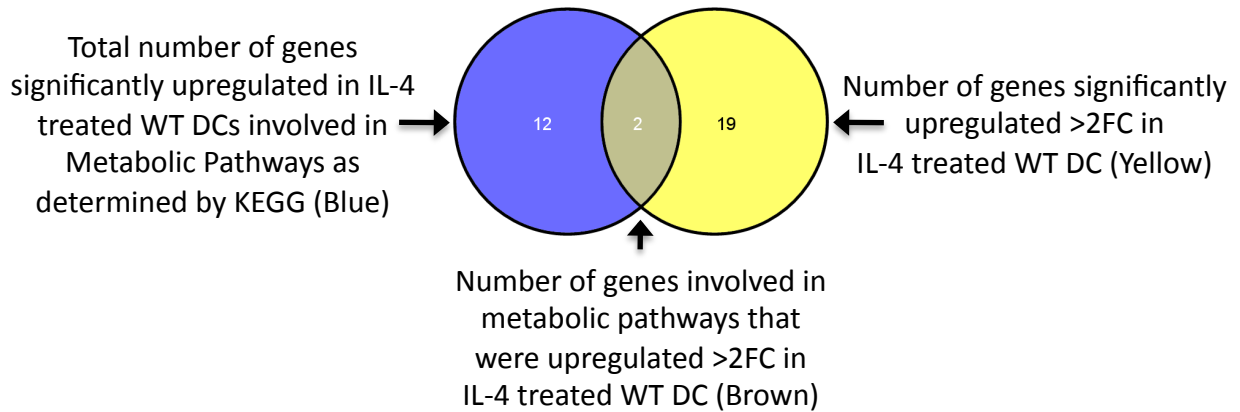 Total number of genes
significantly upregulated in IL-4
treated WT DCs involved in
Metabolic Pathways as
determined by KEGG (Blue)
12
2
19
Number of genes significantly
upregulated >2FC in
IL-4 treated WT DC (Yellow)
Number of genes involved in
metabolic pathways that
were upregulated >2FC in
IL-4 treated WT DC (Brown)